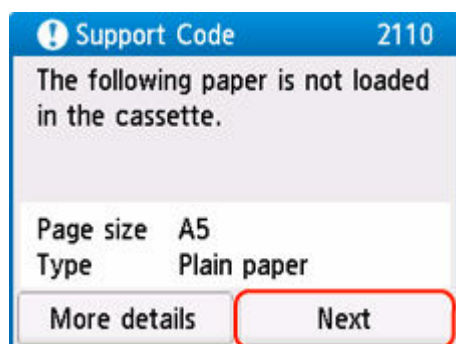 Support Code 2110
The following paper is not loaded
in the cassette.
Page size A5
Type Plain paper
More details Next